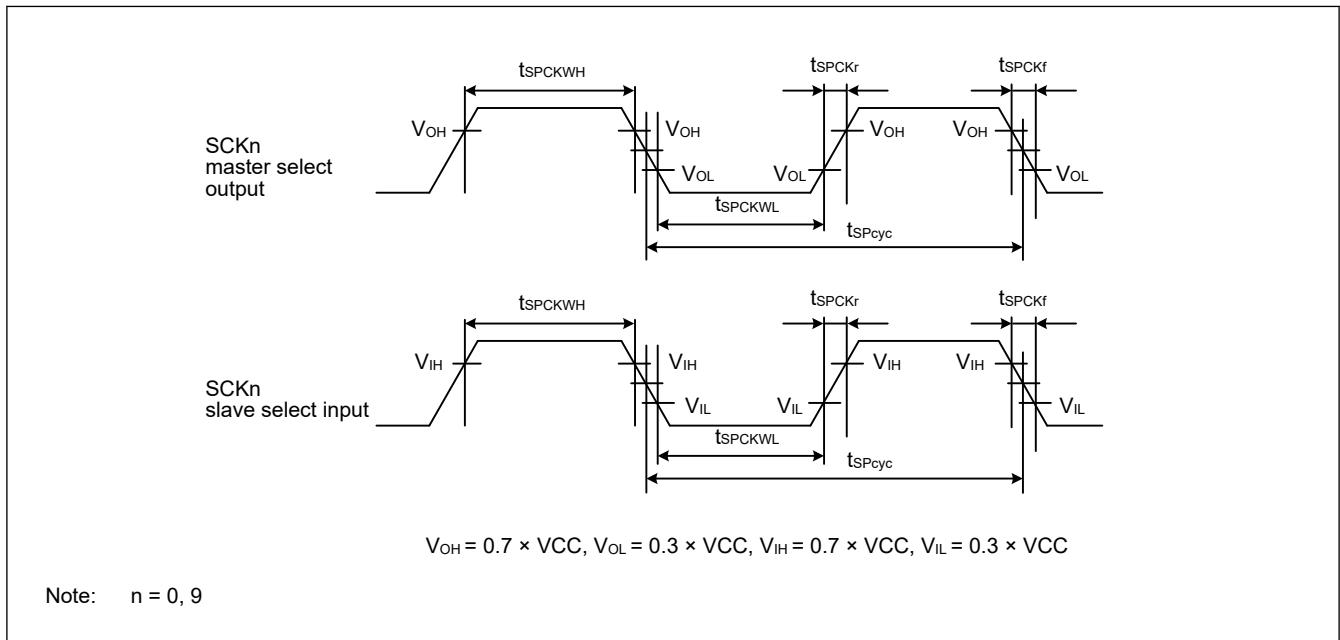 tSPCKWH
tSPCKr
tSPCKf
VOH
VOH
VOH
VOH
SCKn
master select
output
VOL
VOL
VOL
tSPCKWL
tSPcyc
tSPCKWH
tSPCKr
tSPCKf
VIH
VIH
VIH
VIH
SCKn
slave select input
VIL
VIL
VIL
tSPCKWL
tSPcyc
VOH = 0.7 × VCC, VOL = 0.3 × VCC, VIH = 0.7 × VCC, VIL = 0.3 × VCC
Note: n = 0, 9